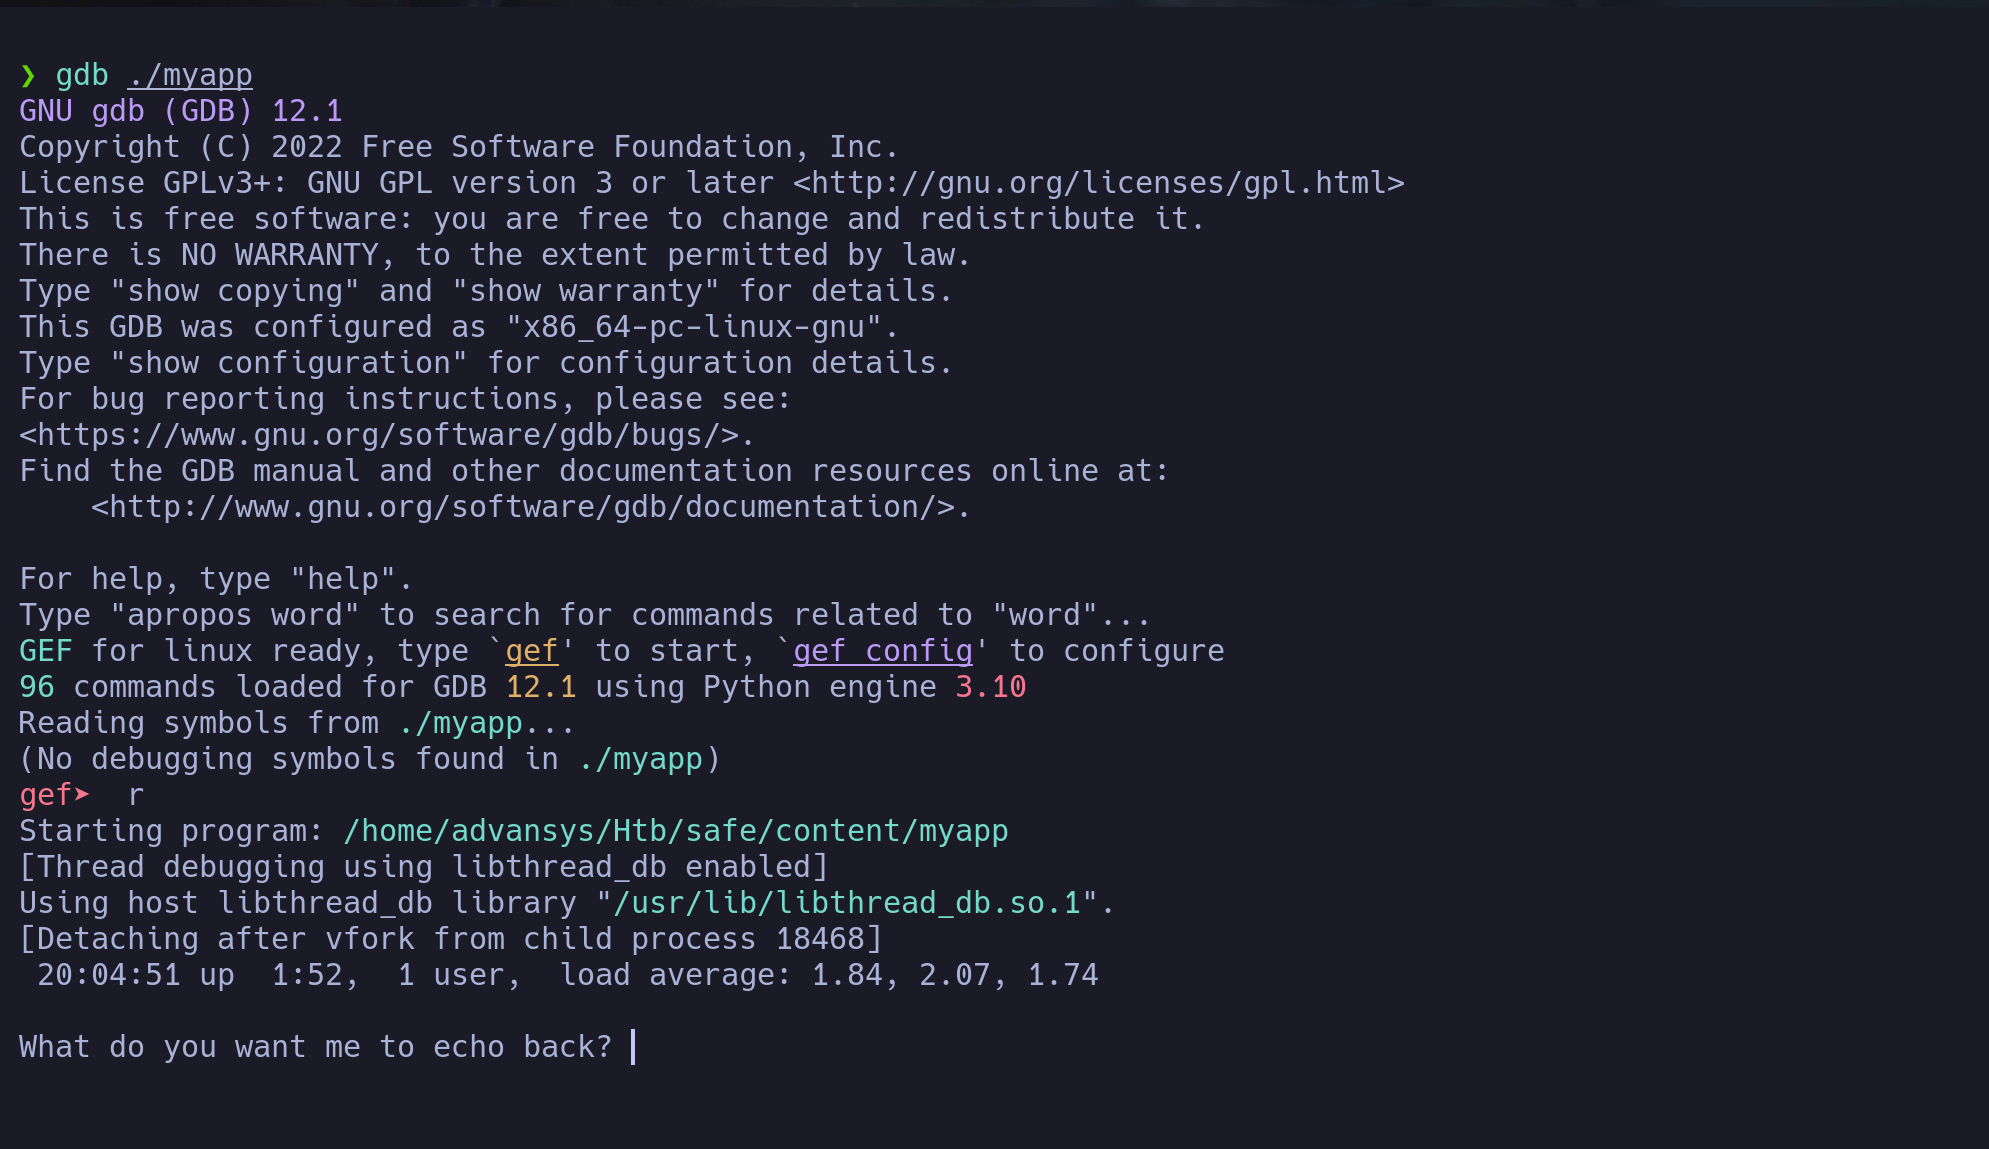 ❯ gdb ./myapp
GNU gdb (GDB) 12.1
Copyright (C) 2022 Free Software Foundation, Inc.
License GPLv3+: GNU GPL version 3 or later <http://gnu.org/licenses/gpl.html>
This is free software: you are free to change and redistribute it.
There is NO WARRANTY, to the extent permitted by law.
Type "show copying" and "show warranty" for details.
This GDB was configured as "x86_64-pc-linux-gnu".
Type "show configuration" for configuration details.
For bug reporting instructions, please see:
<https://www.gnu.org/software/gdb/bugs/>.
Find the GDB manual and other documentation resources online at:
    <http://www.gnu.org/software/gdb/documentation/>.

For help, type "help".
Type "apropos word" to search for commands related to "word"...
GEF for linux ready, type `gef' to start, `gef config' to configure
96 commands loaded for GDB 12.1 using Python engine 3.10
Reading symbols from ./myapp...
(No debugging symbols found in ./myapp)
gef➤  r
Starting program: /home/advansys/Htb/safe/content/myapp
[Thread debugging using libthread_db enabled]
Using host libthread_db library "/usr/lib/libthread_db.so.1".
[Detaching after vfork from child process 18468]
 20:04:51 up  1:52,  1 user,  load average: 1.84, 2.07, 1.74

What do you want me to echo back?